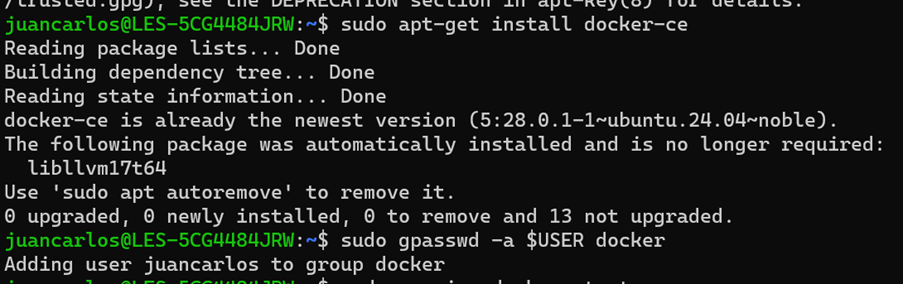 /trusted.gpg), see the DEPRECATION section in apt-key(8) for details.
juancarlos@LES-5CG4484JRW:~$ sudo apt-get install docker-ce
Reading package lists... Done
Building dependency tree... Done
Reading state information... Done
docker-ce is already the newest version (5:28.0.1-1~ubuntu.24.04~noble).
The following package was automatically installed and is no longer required:
  libllvm17t64
Use 'sudo apt autoremove' to remove it.
0 upgraded, 0 newly installed, 0 to remove and 13 not upgraded.
juancarlos@LES-5CG4484JRW:~$ sudo gpasswd -a $USER docker
Adding user juancarlos to group docker
juancarlos@LES-5CG4484JRW:~$